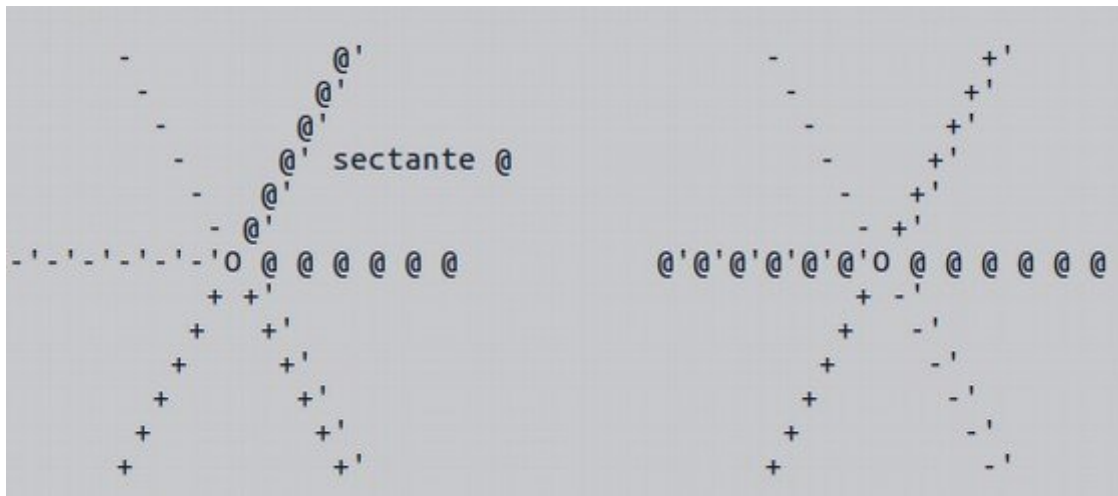 -            @'                       -           +'
 -          @'                         -         +'
  -        @'                           -       +'
   -      @' sectante @                  -     +'
    -    @'                               -   +'
     - @'                                  - +'
-'-'-'-'-'-'O @ @ @ @ @ @           @'@'@'@'@'@'O @ @ @ @ @ @
     + +'                                  + -'
    +   +'                                +   -'
   +     +'                              +     -'
  +       +'                            +       -'
 +         +'                          +         -'
+           +'                        +           -'